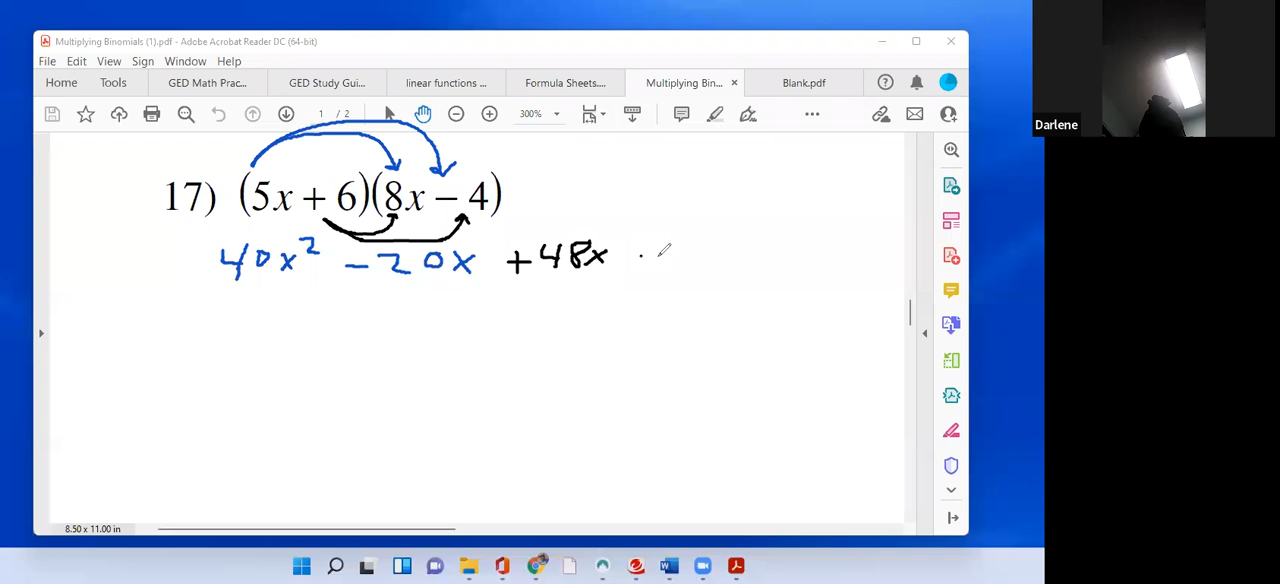 Multiplying Binomials (1).pdf - Adobe Acrobat Reader DC (64-bit)
File Edit View Sign Window Help
Home Tools GED Math Prac... GED Study Gui... linear functions ... Formula Sheets.... Multiplying Bin... × Blank.pdf
1 / 2 300%
Darlene
17) (5x + 6)(8x − 4)
40x² - 20x + 48x
8.50 x 11.00 in